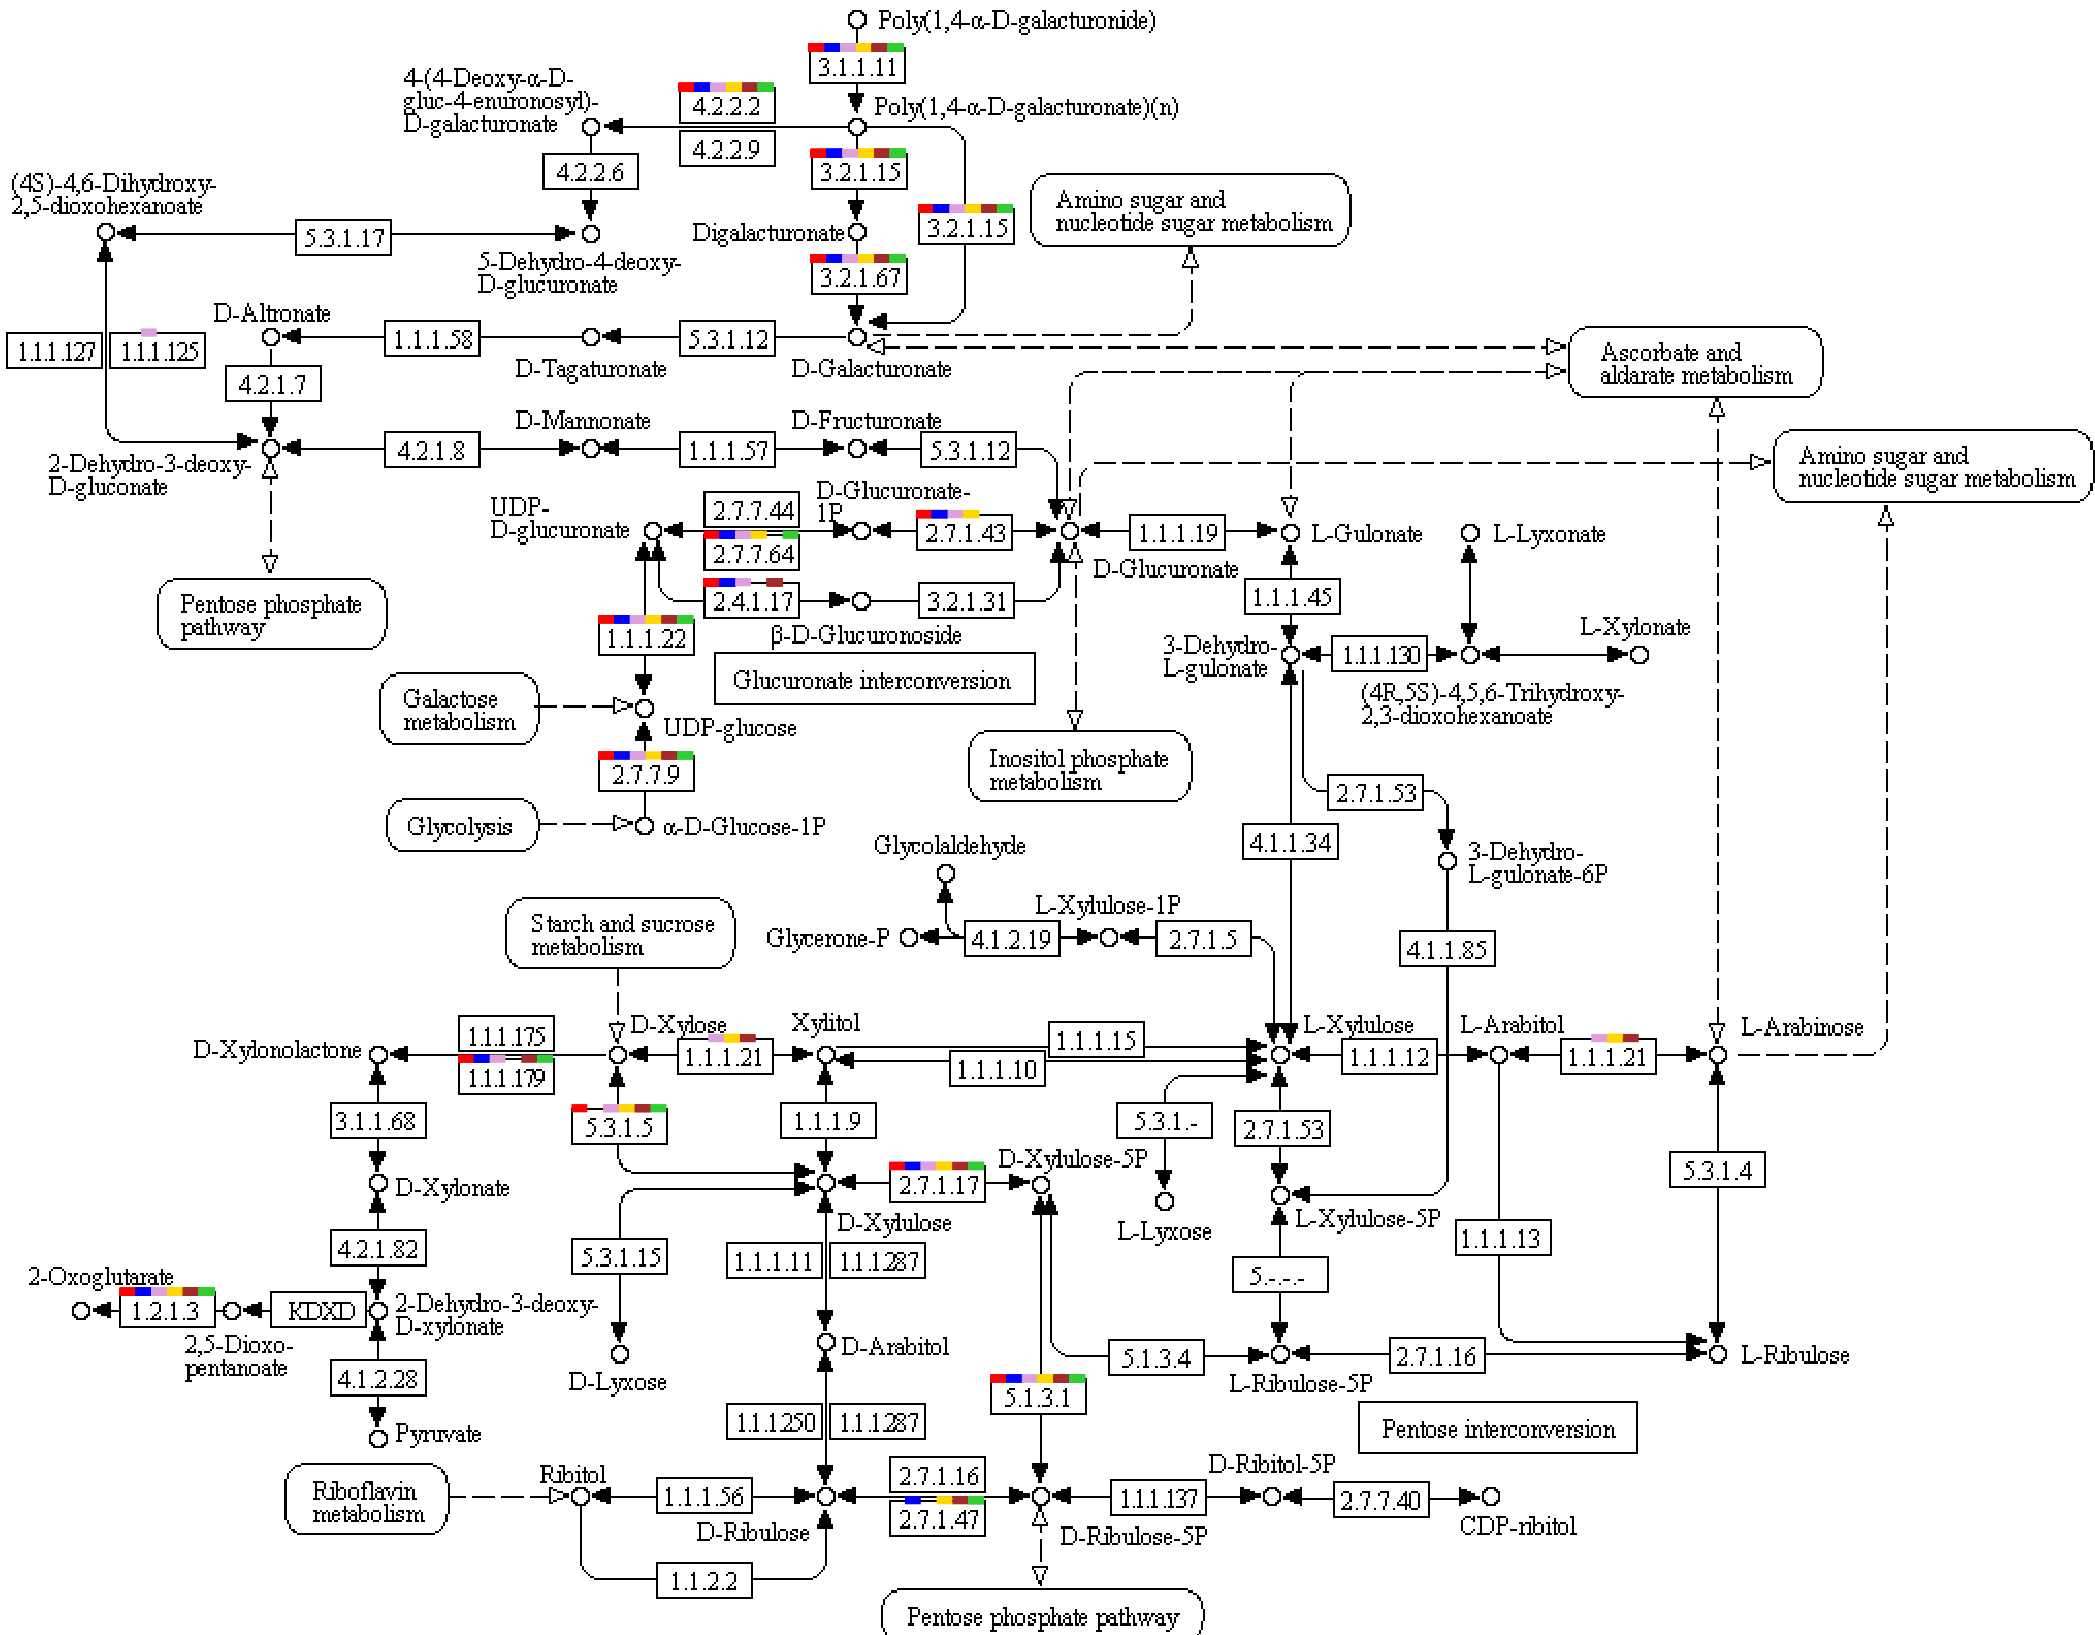 Poly(1,4-α-D-galacturonide)
3.1.1.11
4-(4-Deoxy-α-D-
gluc-4-enuronosyl)-
D-galacturonate
4.2.2.2
Poly(1,4-α-D-galacturonate)(n)
4.2.2.9
4.2.2.6
3.2.1.15
(4S)-4,6-Dihydroxy-
2,5-dioxohexanoate
Amino sugar and
nucleotide sugar metabolism
3.2.1.15
5.3.1.17
Digalacturonate
5-Dehydro-4-deoxy-
D-glucuronate
3.2.1.67
D-Altronate
1.1.1.127
1.1.1.125
1.1.1.58
5.3.1.12
D-Tagaturonate
D-Galacturonate
Ascorbate and
aldarate metabolism
4.2.1.7
D-Mannonate
D-Fructuronate
4.2.1.8
1.1.1.57
5.3.1.12
2-Dehydro-3-deoxy-
D-gluconate
Amino sugar and
nucleotide sugar metabolism
UDP-
D-glucuronate
2.7.7.44
D-Glucuronate-
1P
2.7.7.64
2.7.1.43
1.1.1.19
L-Gulonate
L-Lyxonate
D-Glucuronate
Pentose phosphate
pathway
2.4.1.17
3.2.1.31
1.1.1.45
β-D-Glucuronoside
1.1.1.22
3-Dehydro-
L-gulonate
1.1.1.130
L-Xylonate
Glucuronate interconversion
(4R,5S)-4,5,6-Trihydroxy-
2,3-dioxohexanoate
Galactose
metabolism
UDP-glucose
Inositol phosphate
metabolism
2.7.7.9
2.7.1.53
Glycolysis
α-D-Glucose-1P
4.1.1.34
Glycolaldehyde
3-Dehydro-
L-gulonate-6P
Starch and sucrose
metabolism
L-Xylulose-1P
Glycerone-P
4.1.2.19
2.7.1.5
4.1.1.85
1.1.1.175
D-Xylose
Xylitol
L-Xylulose
L-Arabitol
L-Arabinose
D-Xylonolactone
1.1.1.179
1.1.1.21
1.1.1.15
1.1.1.10
1.1.1.12
1.1.1.21
3.1.1.68
5.3.1.5
1.1.1.9
5.3.1.-
2.7.1.53
D-Xylonate
2.7.1.17
D-Xylulose-5P
5.3.1.4
D-Xylulose
L-Lyxose
L-Xylulose-5P
4.2.1.82
5.3.1.15
1.1.1.11
1.1.1287
1.1.1.13
5.-.-.-
2-Oxoglutarate
1.2.1.3
KDXD
2-Dehydro-3-deoxy-
D-xylonate
2,5-Dioxo-
pentanoate
D-Arabitol
5.1.3.4
2.7.1.16
L-Ribulose
4.1.2.28
D-Lyxose
L-Ribulose-5P
5.1.3.1
Pyruvate
1.1.1250
1.1.1287
Pentose interconversion
Riboflavin
metabolism
Ribitol
1.1.1.56
2.7.1.16
2.7.1.47
D-Ribulose
D-Ribulose-5P
1.1.1.137
D-Ribitol-5P
2.7.7.40
CDP-ribitol
1.1.2.2
Pentose phosphate pathway